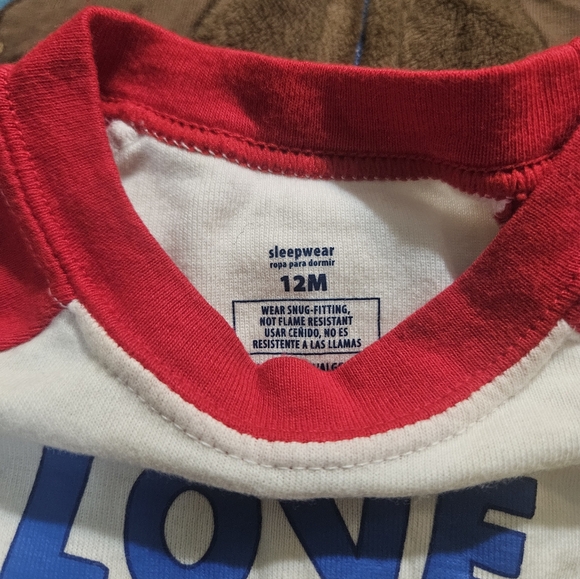 sleepwear
ropa para dormir
12M
WEAR SNUG-FITTING,
NOT FLAME RESISTANT
USAR CEÑIDO, NO ES
RESISTENTE A LAS LLAMAS
LOVE